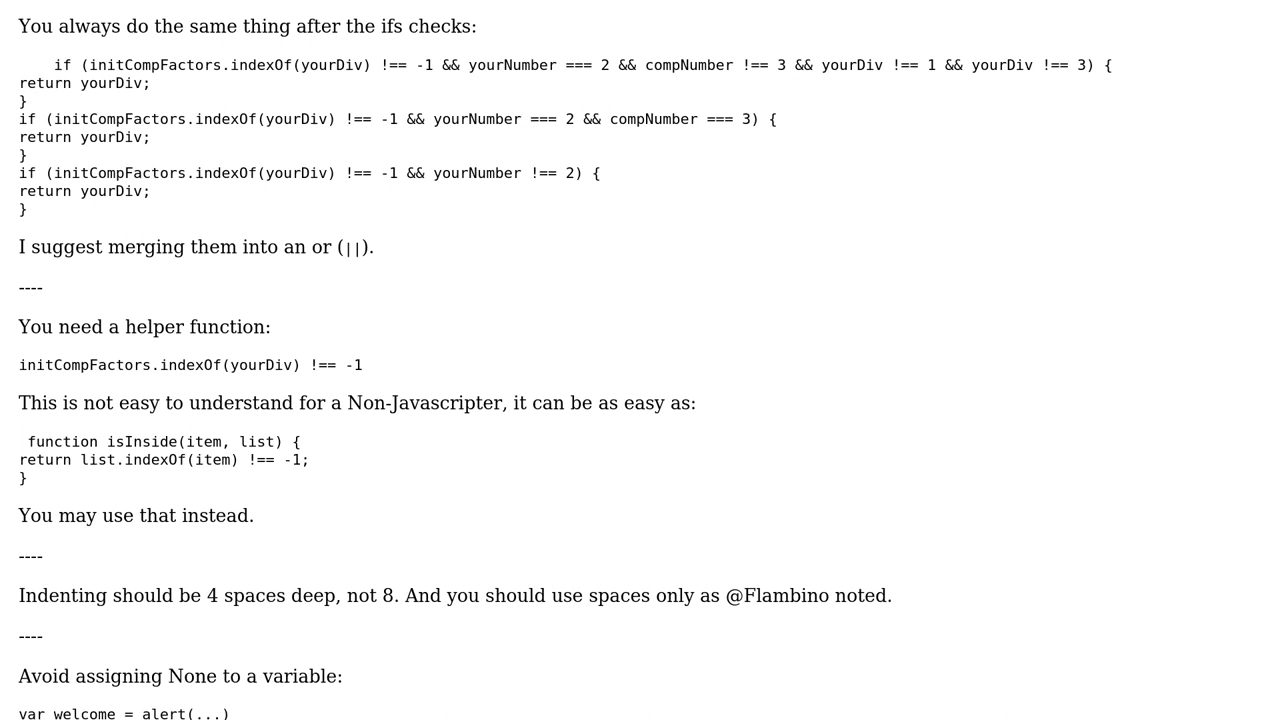 You always do the same thing after the ifs checks:
    if (initCompFactors.indexOf(yourDiv) !== -1 && yourNumber === 2 && compNumber !== 3 && yourDiv !== 1 && yourDiv !== 3) {
return yourDiv;
}
if (initCompFactors.indexOf(yourDiv) !== -1 && yourNumber === 2 && compNumber === 3) {
return yourDiv;
}
if (initCompFactors.indexOf(yourDiv) !== -1 && yourNumber !== 2) {
return yourDiv;
}
I suggest merging them into an or (||).
----
You need a helper function:
initCompFactors.indexOf(yourDiv) !== -1
This is not easy to understand for a Non-Javascripter, it can be as easy as:
 function isInside(item, list) {
return list.indexOf(item) !== -1;
}
You may use that instead.
----
Indenting should be 4 spaces deep, not 8. And you should use spaces only as @Flambino noted.
----
Avoid assigning None to a variable:
var welcome = alert(...)